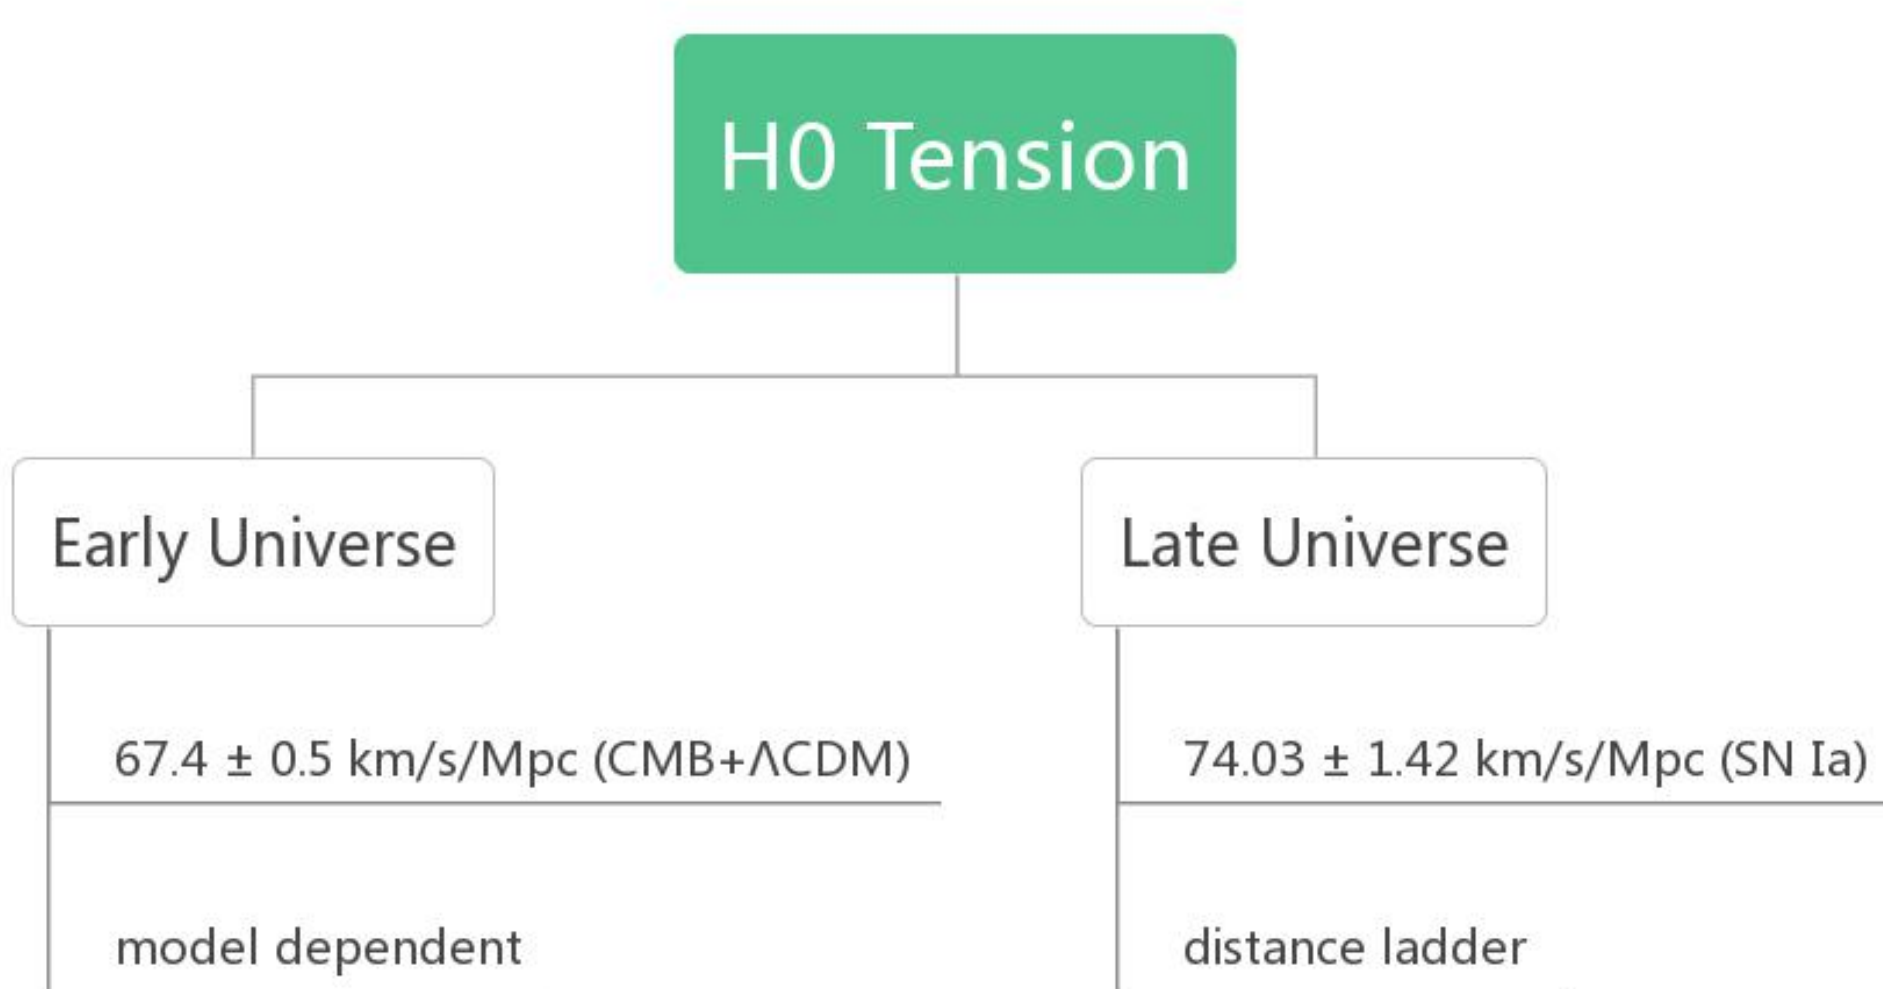 H0 Tension
Early Universe
Late Universe
67.4 ± 0.5 km/s/Mpc (CMB+ΛCDM)
74.03 ± 1.42 km/s/Mpc (SN Ia)
model dependent
distance ladder